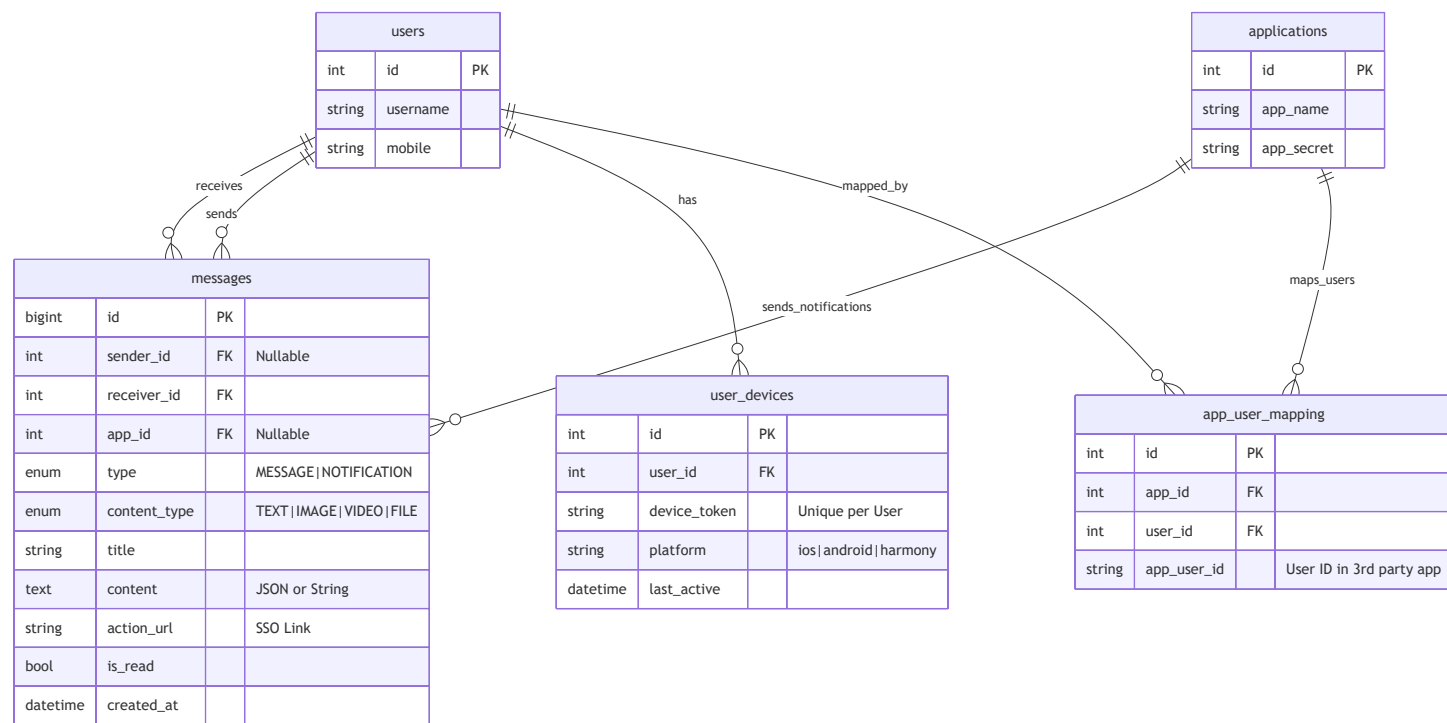 users
int id PK
string username
string mobile
applications
int id PK
string app_name
string app_secret
receives
sends
has
mapped_by
sends_notifications
maps_users
messages
bigint id PK
int sender_id FK Nullable
int receiver_id FK
int app_id FK Nullable
enum type MESSAGE|NOTIFICATION
enum content_type TEXT|IMAGE|VIDEO|FILE
string title
text content JSON or String
string action_url SSO Link
bool is_read
datetime created_at
user_devices
int id PK
int user_id FK
string device_token Unique per User
string platform ios|android|harmony
datetime last_active
app_user_mapping
int id PK
int app_id FK
int user_id FK
string app_user_id User ID in 3rd party app